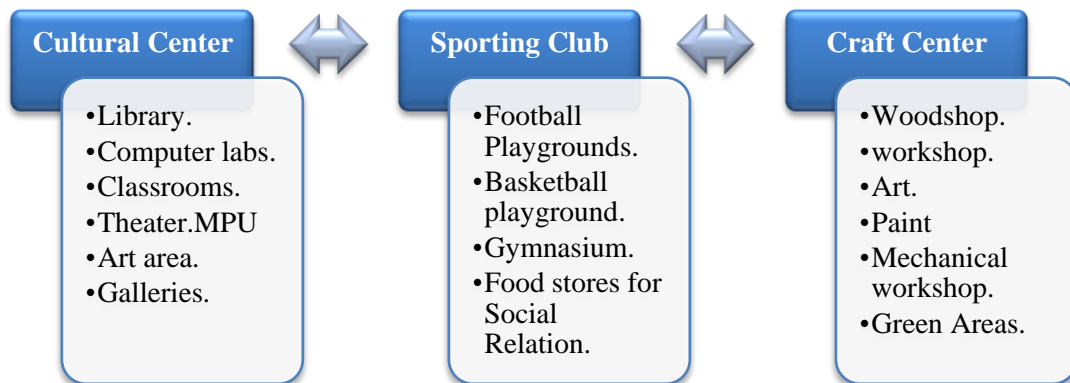 Cultural Center
•Library.
•Computer labs.
•Classrooms.
•Theater.MPU
•Art area.
•Galleries.
Sporting Club
•Football
Playgrounds.
•Basketball
playground.
•Gymnasium.
•Food stores for
Social
Relation.
Craft Center
•Woodshop.
•workshop.
•Art.
•Paint
•Mechanical
workshop.
•Green Areas.